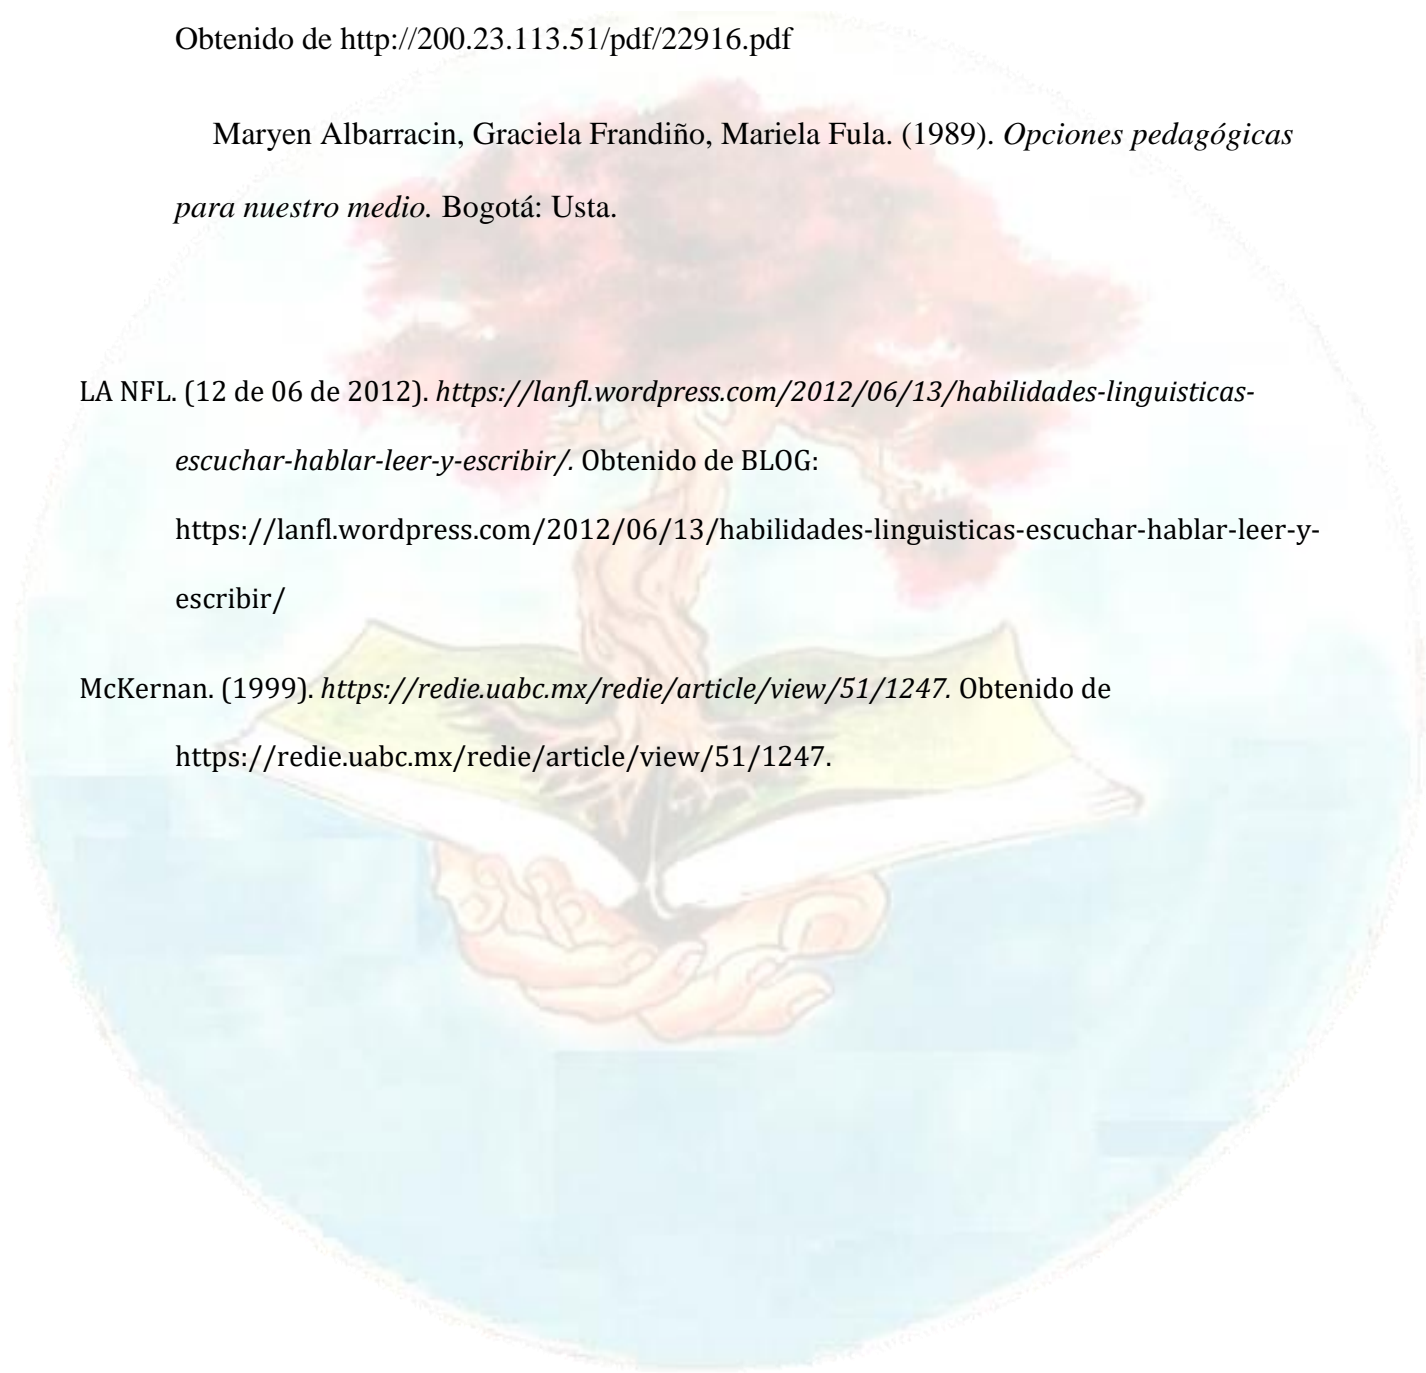 Obtenido de http://200.23.113.51/pdf/22916.pdf
Maryen Albarracin, Graciela Frandiño, Mariela Fula. (1989). Opciones pedagógicas
para nuestro medio. Bogotá: Usta.
LA NFL. (12 de 06 de 2012). https://lanfl.wordpress.com/2012/06/13/habilidades-linguisticas-
escuchar-hablar-leer-y-escribir/. Obtenido de BLOG:
https://lanfl.wordpress.com/2012/06/13/habilidades-linguisticas-escuchar-hablar-leer-y-
escribir/
McKernan. (1999). https://redie.uabc.mx/redie/article/view/51/1247. Obtenido de
https://redie.uabc.mx/redie/article/view/51/1247.